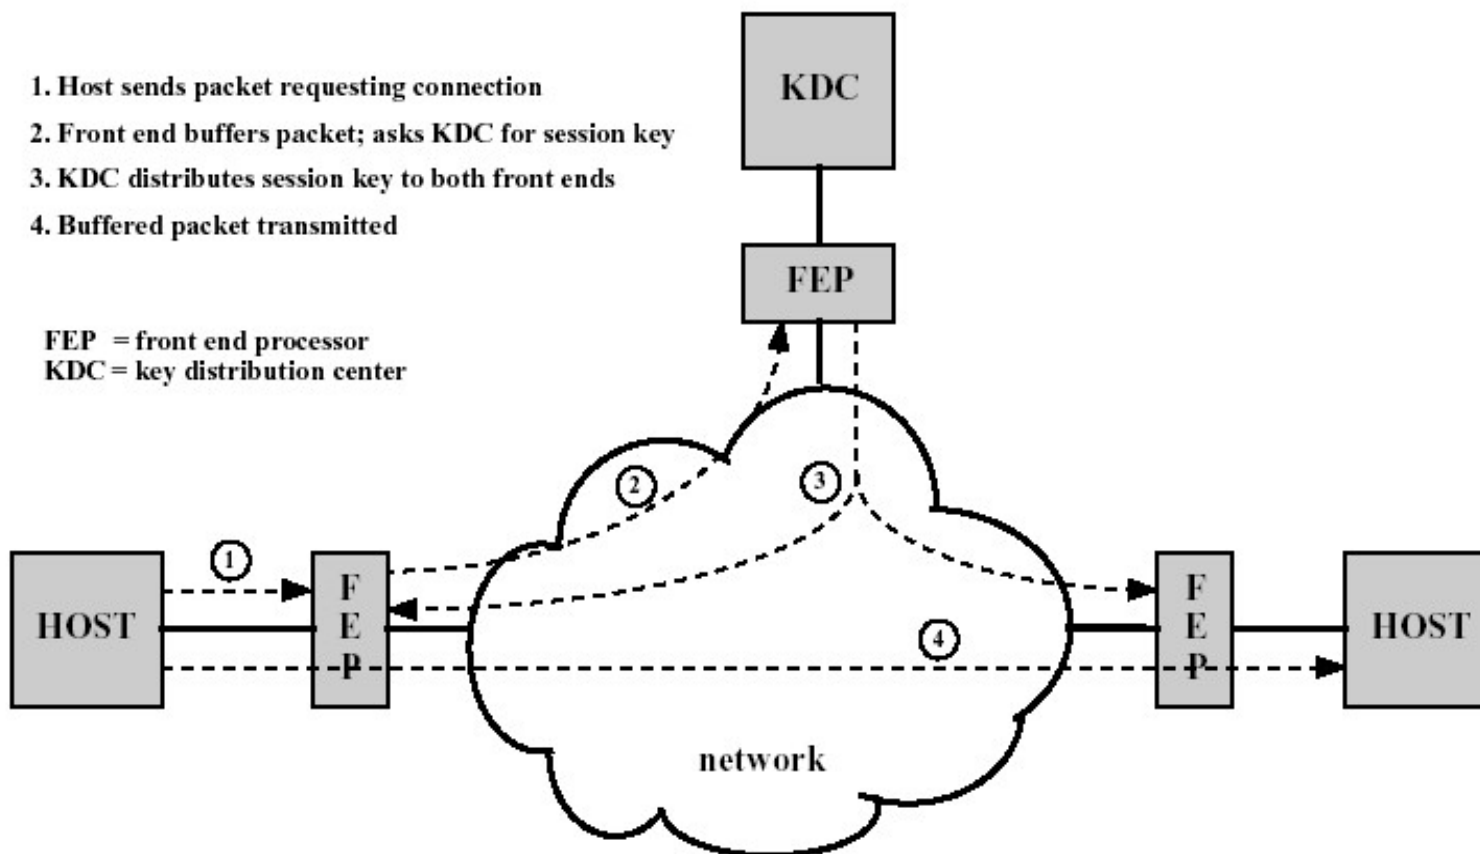 1. Host sends packet requesting connection
2. Front end buffers packet; asks KDC for session key
3. KDC distributes session key to both front ends
4. Buffered packet transmitted
FEP = front end processor
KDC = key distribution center
KDC
FEP
2
3
1
HOST
F
E
P
4
F
E
P
HOST
network